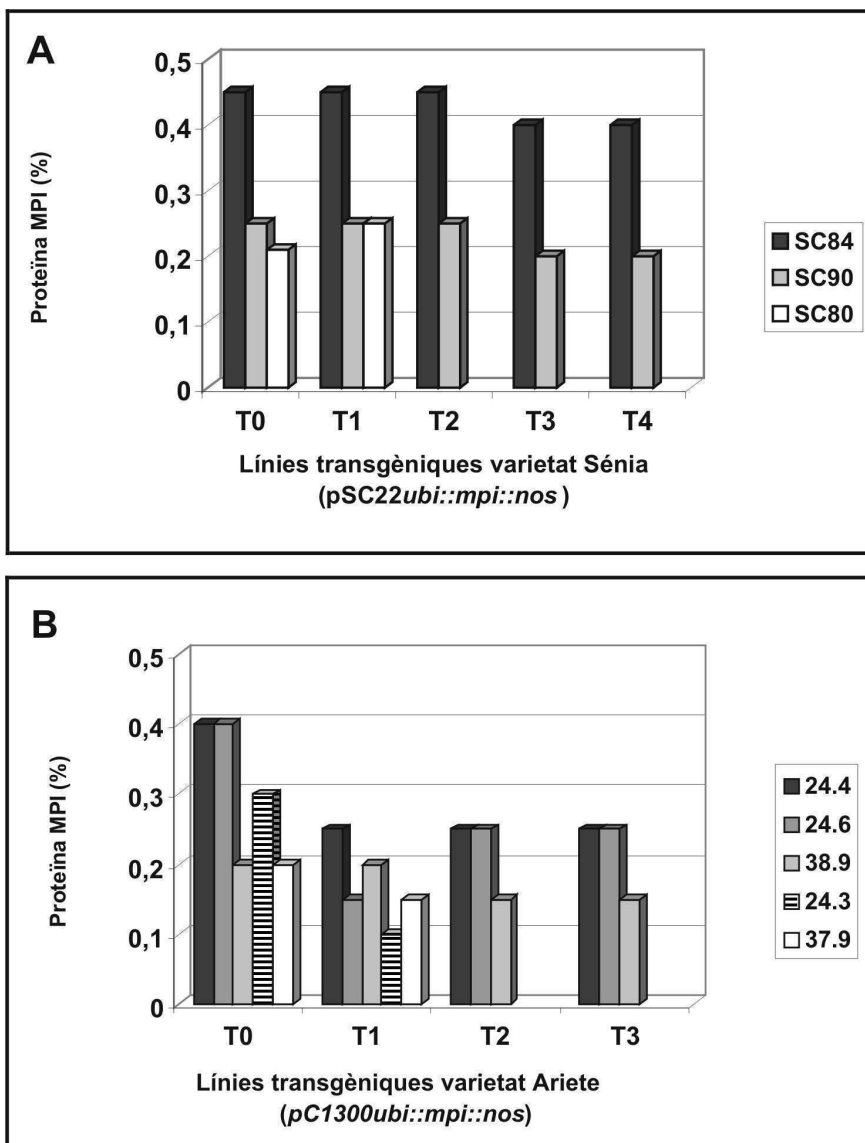 A
Proteïna MPI (%)
0,5
0,4
0,3
0,2
0,1
0
T0 T1 T2 T3 T4
Línies transgèniques varietat Sénia
(pSC22ubi::mpi::nos )
SC84
SC90
SC80
B
Proteïna MPI (%)
0,5
0,4
0,3
0,2
0,1
0
T0 T1 T2 T3
Línies transgèniques varietat Ariete
(pC1300ubi::mpi::nos)
24.4
24.6
38.9
24.3
37.9